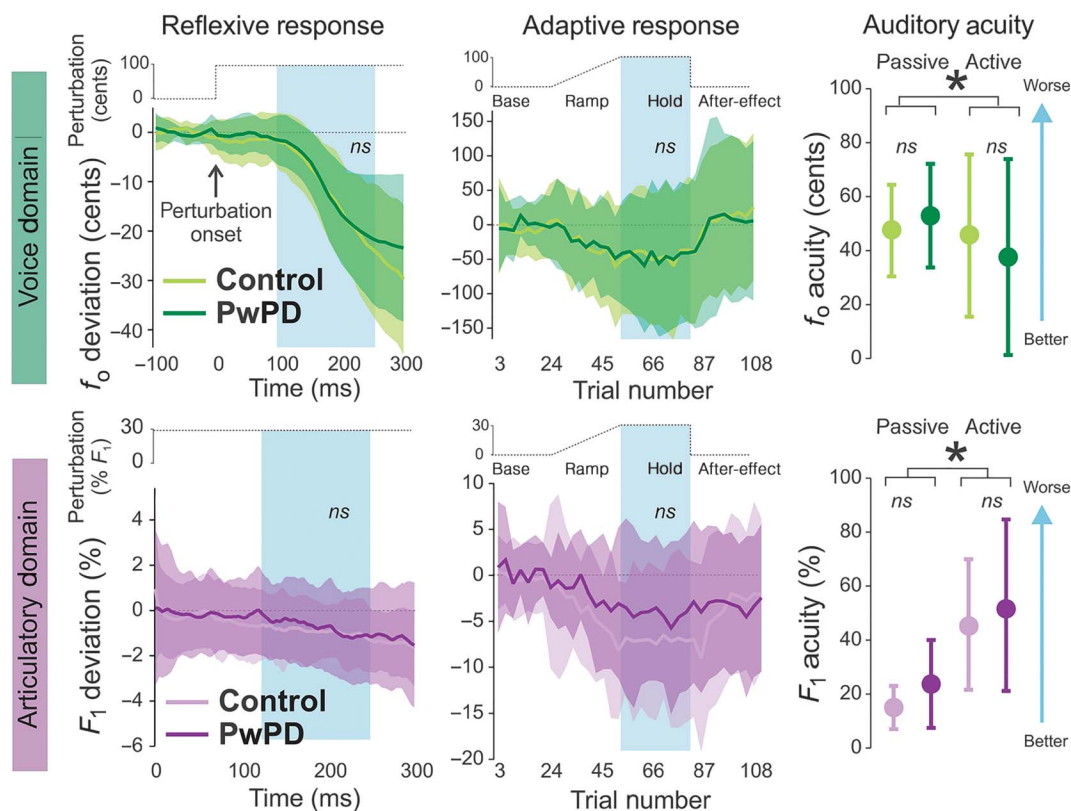 Reflexive response
Adaptive response
Auditory acuity
Voice domain
Perturbation
(cents)
100
0
fo deviation (cents)
0
−10
−20
−30
−40
ns
Perturbation
onset
Control
PwPD
−100
0
100
200
300
Time (ms)
100
0
Base
Ramp
Hold
After-effect
150
100
50
0
−50
−100
−150
ns
3
24
45
66
87
108
Trial number
Passive
Active
*
ns
ns
fo acuity (cents)
100
80
60
40
20
0
Worse
Better
Articulatory domain
Perturbation
(% F1)
30
0
F1 deviation (%)
4
2
0
−2
−4
−6
ns
Control
PwPD
0
100
200
300
Time (ms)
30
0
Base
Ramp
Hold
After-effect
10
5
0
−5
−10
−15
−20
ns
3
24
45
66
87
108
Trial number
Passive
Active
*
ns
ns
F1 acuity (%)
100
80
60
40
20
0
Worse
Better